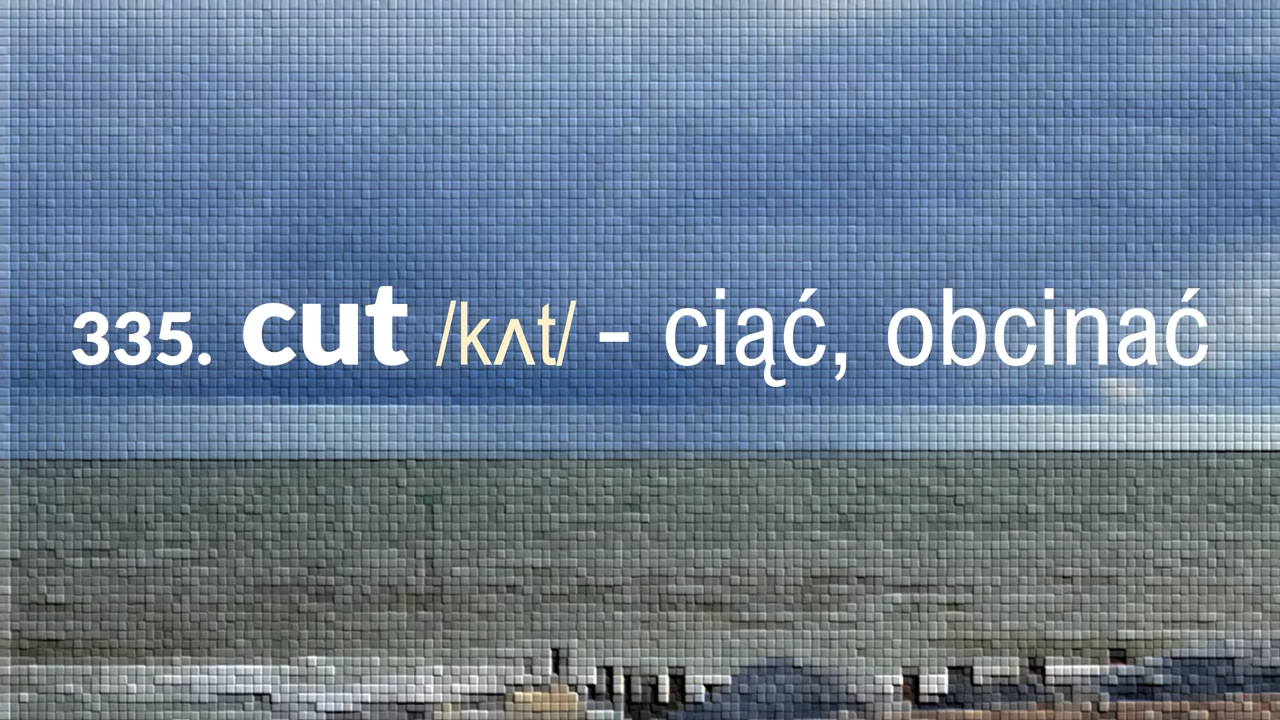 335. cut /kʌt/ - ciąć, obcinać